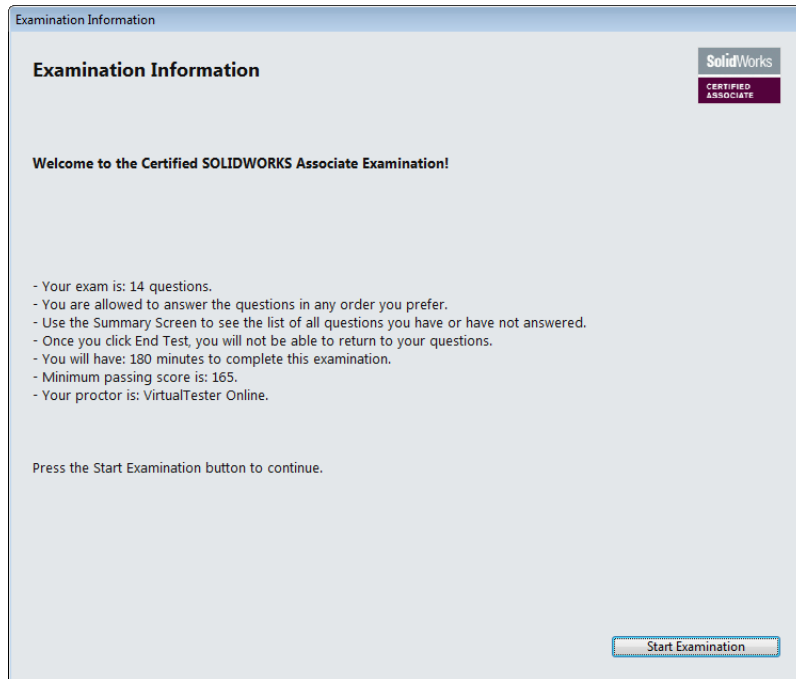 Examination Information
Examination Information
SolidWorks
CERTIFIED
ASSOCIATE
Welcome to the Certified SOLIDWORKS Associate Examination!
- Your exam is: 14 questions.
- You are allowed to answer the questions in any order you prefer.
- Use the Summary Screen to see the list of all questions you have or have not answered.
- Once you click End Test, you will not be able to return to your questions.
- You will have: 180 minutes to complete this examination.
- Minimum passing score is: 165.
- Your proctor is: VirtualTester Online.
Press the Start Examination button to continue.
Start Examination